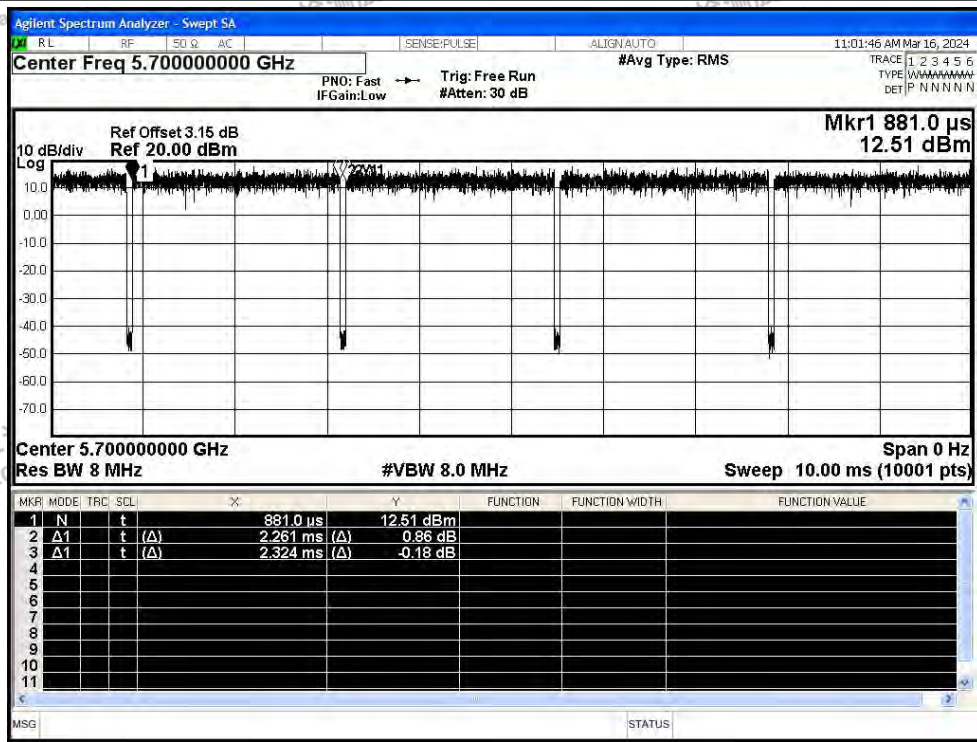 Agilent Spectrum Analyzer - Swept SA
RL RF 50 Ω AC SENSE:PULSE ALIGN AUTO 11:01:46 AM Mar 16, 2024
Center Freq 5.700000000 GHz
PNO: Fast
IFGain:Low
Trig: Free Run
#Atten: 30 dB
#Avg Type: RMS
TRACE 1 2 3 4 5 6
TYPE WWWWWW
DET P N N N N N
Mkr1 881.0 µs
12.51 dBm
Ref Offset 3.15 dB
10 dB/div Ref 20.00 dBm
Log
1
10.0
0.00
-10.0
-20.0
-30.0
-40.0
-50.0
-60.0
-70.0
Center 5.700000000 GHz Span 0 Hz
Res BW 8 MHz #VBW 8.0 MHz Sweep 10.00 ms (10001 pts)
MKR MODE TRC SCL X Y FUNCTION FUNCTION WIDTH FUNCTION VALUE
1 N t 881.0 µs 12.51 dBm
2 Δ1 t (Δ) 2.261 ms (Δ) 0.86 dB
3 Δ1 t (Δ) 2.324 ms (Δ) -0.18 dB
4
5
6
7
8
9
10
11
MSG STATUS